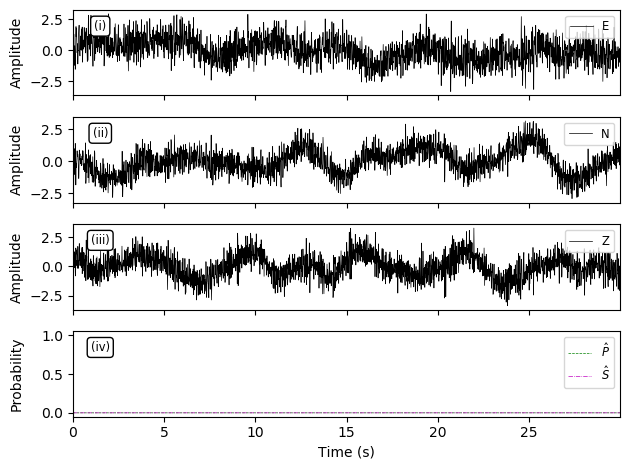 2.5
0.0
−2.5
Amplitude
(i)
E
2.5
0.0
−2.5
Amplitude
(ii)
N
2.5
0.0
−2.5
Amplitude
(iii)
Z
1.0
0.5
0.0
Probability
(iv)
P̂
Ŝ
0 5 10 15 20 25
Time (s)